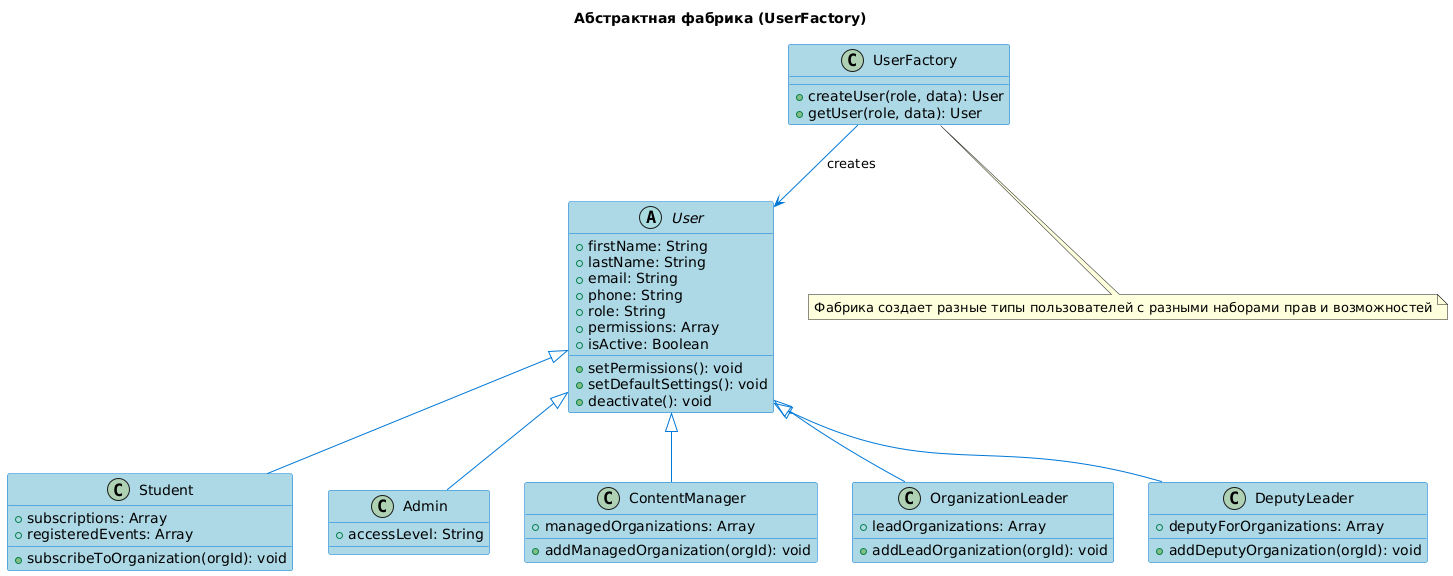 Абстрактная фабрика (UserFactory)
C UserFactory
createUser(role, data): User
getUser(role, data): User
creates
A User
firstName: String
lastName: String
email: String
phone: String
role: String
permissions: Array
isActive: Boolean
setPermissions(): void
setDefaultSettings(): void
deactivate(): void
Фабрика создает разные типы пользователей с разными наборами прав и возможностей
C Student
subscriptions: Array
registeredEvents: Array
subscribeToOrganization(orgId): void
C Admin
accessLevel: String
C ContentManager
managedOrganizations: Array
addManagedOrganization(orgId): void
C OrganizationLeader
leadOrganizations: Array
addLeadOrganization(orgId): void
C DeputyLeader
deputyForOrganizations: Array
addDeputyOrganization(orgId): void